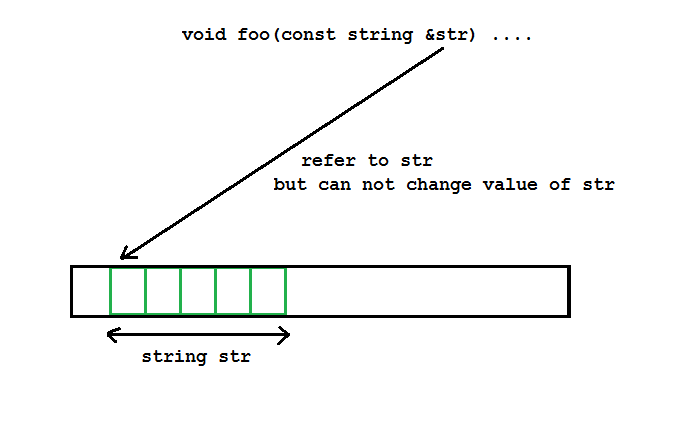 void foo(const string &str) ....
refer to str
but can not change value of str
string str